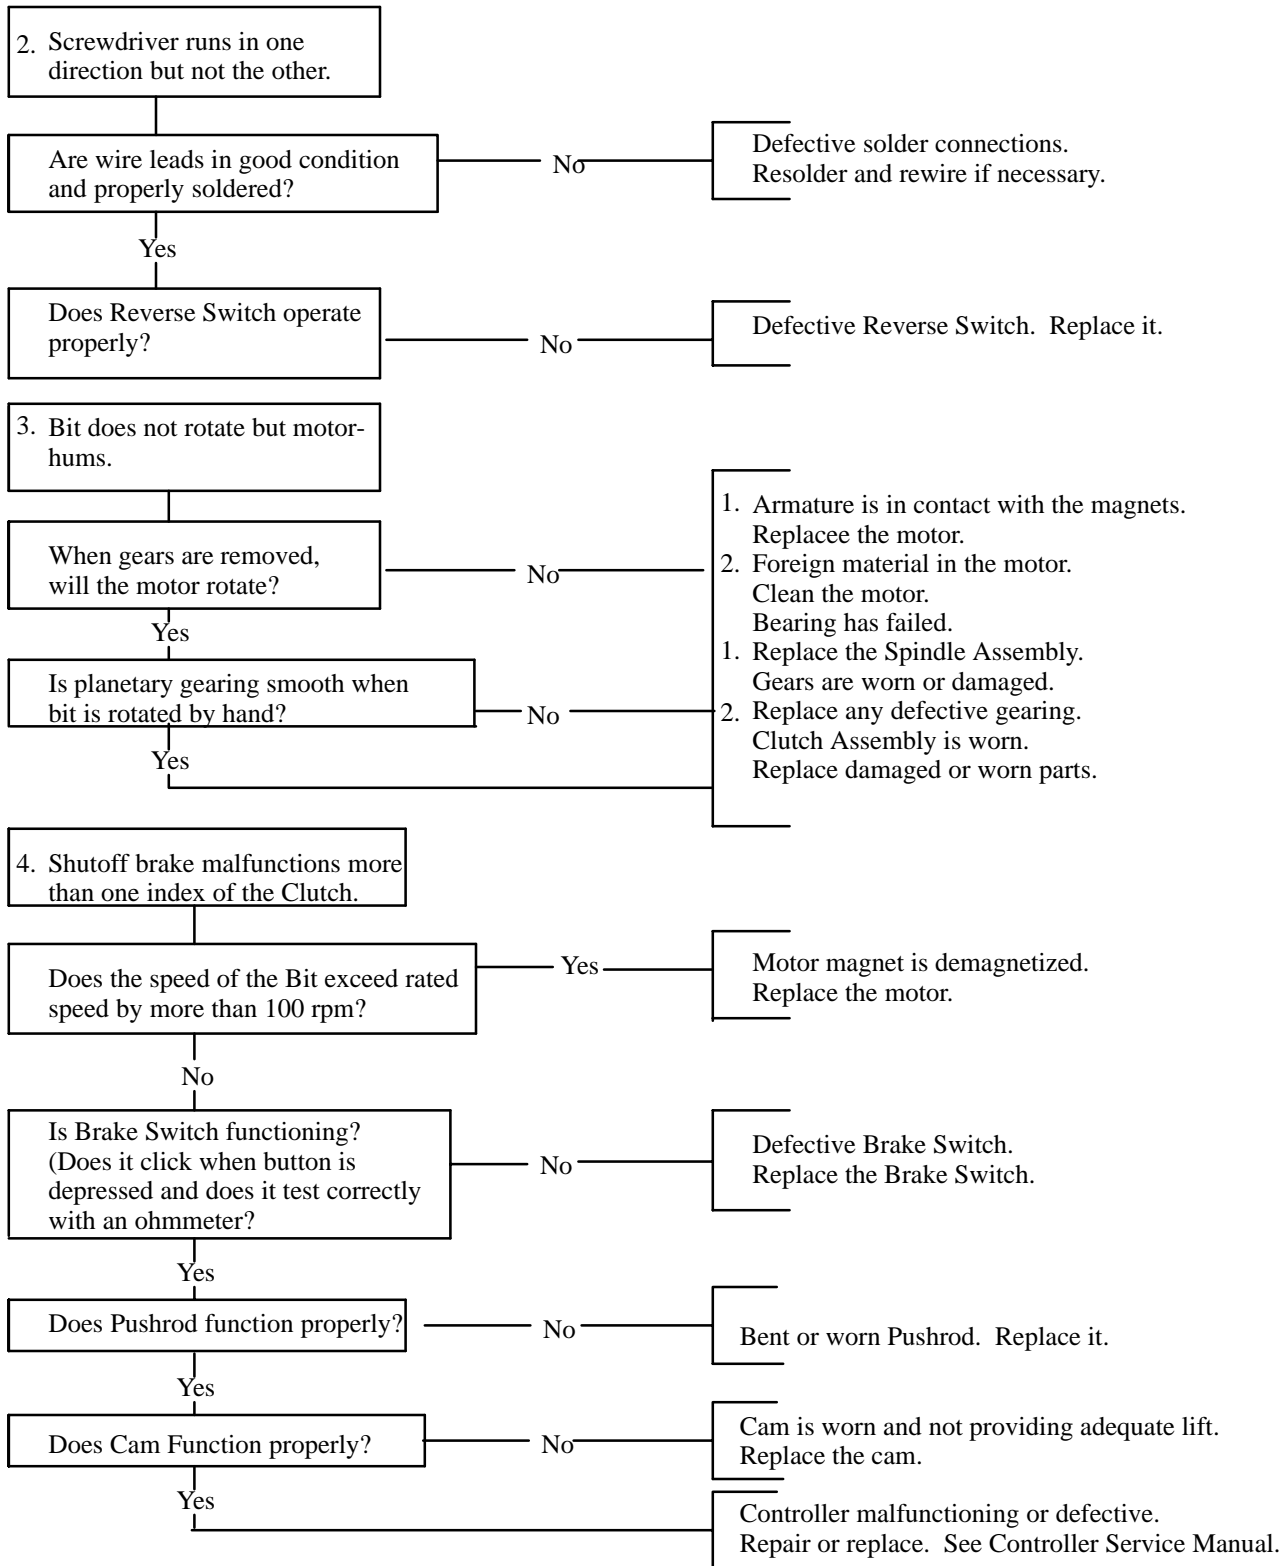 2. Screwdriver runs in one
direction but not the other.
Are wire leads in good condition
and properly soldered?
No
Defective solder connections.
Resolder and rewire if necessary.
Yes
Does Reverse Switch operate
properly?
No
Defective Reverse Switch. Replace it.
3. Bit does not rotate but motor-
hums.
When gears are removed,
will the motor rotate?
No
1. Armature is in contact with the magnets.
Replacee the motor.
2. Foreign material in the motor.
Clean the motor.
Bearing has failed.
Yes
Is planetary gearing smooth when
bit is rotated by hand?
No
1. Replace the Spindle Assembly.
Gears are worn or damaged.
2. Replace any defective gearing.
Clutch Assembly is worn.
Replace damaged or worn parts.
Yes
4. Shutoff brake malfunctions more
than one index of the Clutch.
Does the speed of the Bit exceed rated
speed by more than 100 rpm?
Yes
Motor magnet is demagnetized.
Replace the motor.
No
Is Brake Switch functioning?
(Does it click when button is
depressed and does it test correctly
with an ohmmeter?
No
Defective Brake Switch.
Replace the Brake Switch.
Yes
Does Pushrod function properly?
No
Bent or worn Pushrod. Replace it.
Yes
Does Cam Function properly?
No
Cam is worn and not providing adequate lift.
Replace the cam.
Yes
Controller malfunctioning or defective.
Repair or replace. See Controller Service Manual.